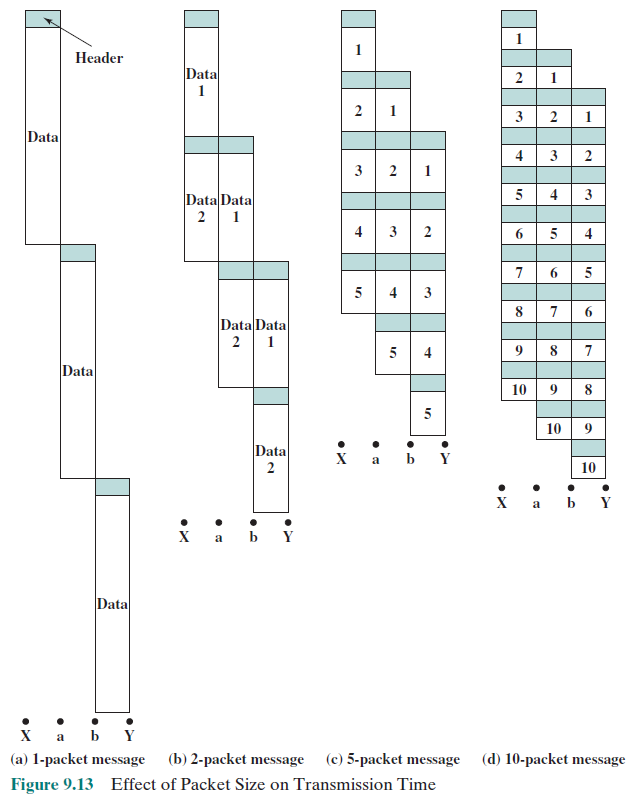 Header
Data
Data
Data
X a b Y
(a) 1-packet message
Data
1
Data Data
2 1
Data Data
2 1
Data
2
X a b Y
(b) 2-packet message
1
2 1
3 2 1
4 3 2
5 4 3
5 4
5
X a b Y
(c) 5-packet message
1
2 1
3 2 1
4 3 2
5 4 3
6 5 4
7 6 5
8 7 6
9 8 7
10 9 8
10 9
10
X a b Y
(d) 10-packet message
Figure 9.13 Effect of Packet Size on Transmission Time